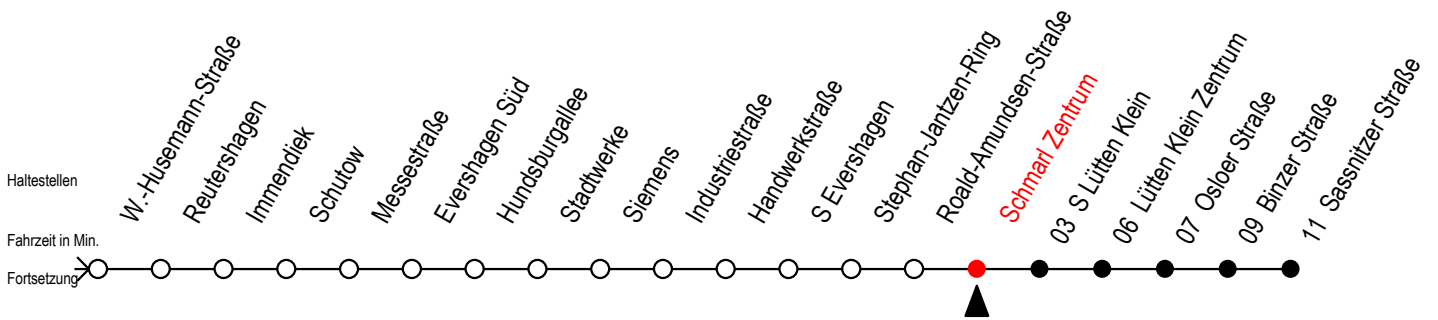 Haltestellen
Fahrzeit in Min.
Fortsetzung
W.-Husemann-Straße
Reutershagen
Immendiek
Schutow
Messestraße
Evershagen Süd
Hundsburgallee
Stadtwerke
Siemens
Industriestraße
Handwerkstraße
S Evershagen
Stephan-Jantzen-Ring
Roald-Amundsen-Straße
Schmarl Zentrum
03 S Lütten Klein
06 Lütten Klein Zentrum
07 Osloer Straße
09 Binzer Straße
11 Sassnitzer Straße